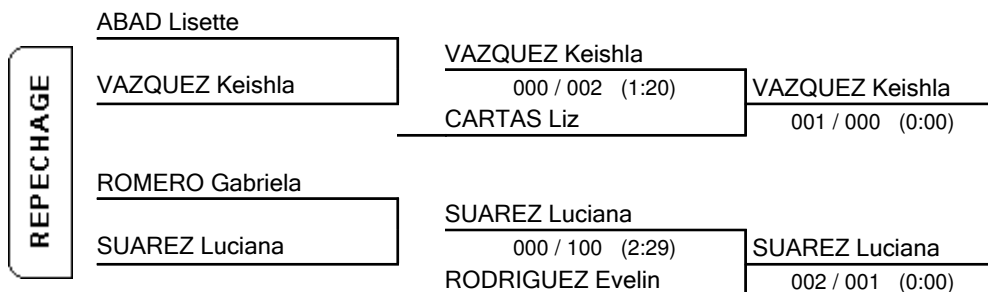 REPECHAGE
ABAD Lisette
VAZQUEZ Keishla
VAZQUEZ Keishla
000 / 002 (1:20)
CARTAS Liz
VAZQUEZ Keishla
001 / 000 (0:00)
ROMERO Gabriela
SUAREZ Luciana
SUAREZ Luciana
000 / 100 (2:29)
RODRIGUEZ Evelin
SUAREZ Luciana
002 / 001 (0:00)